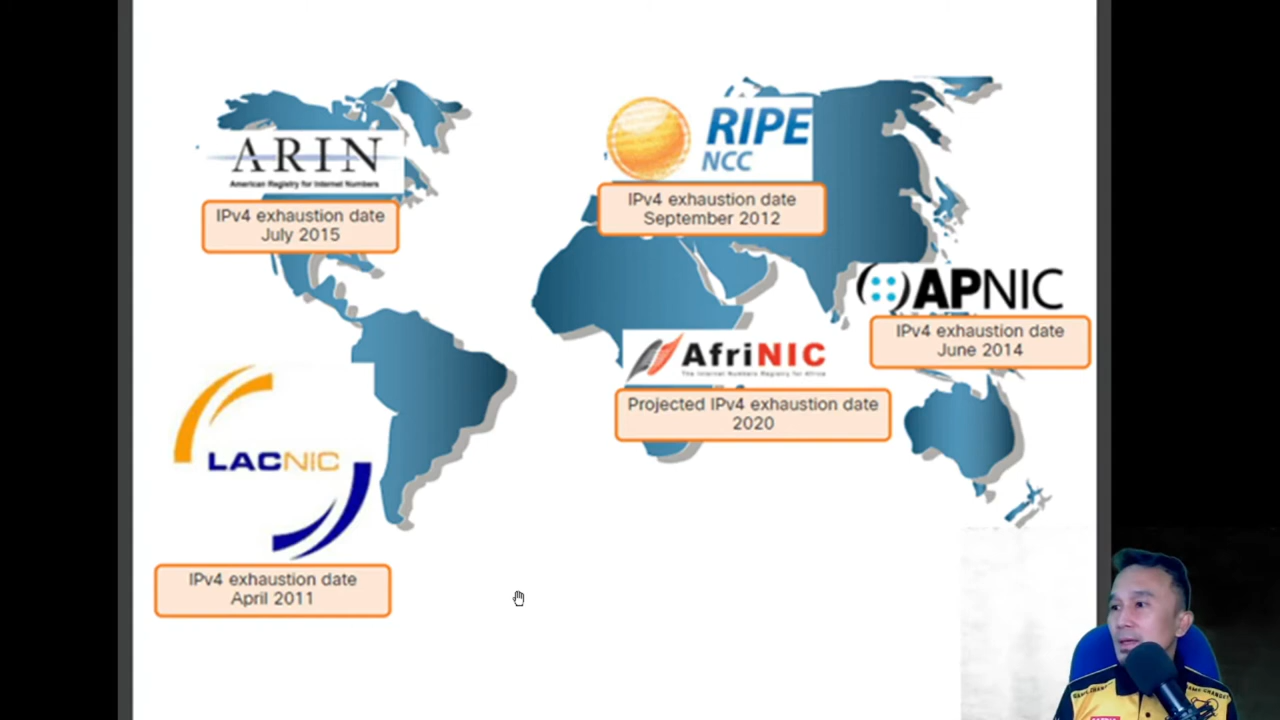 ARIN
American Registry for Internet Numbers
IPv4 exhaustion date
July 2015
RIPE
NCC
IPv4 exhaustion date
September 2012
APNIC
IPv4 exhaustion date
June 2014
AfriNIC
The Internet Numbers Registry for Africa
Projected IPv4 exhaustion date
2020
LACNIC
IPv4 exhaustion date
April 2011